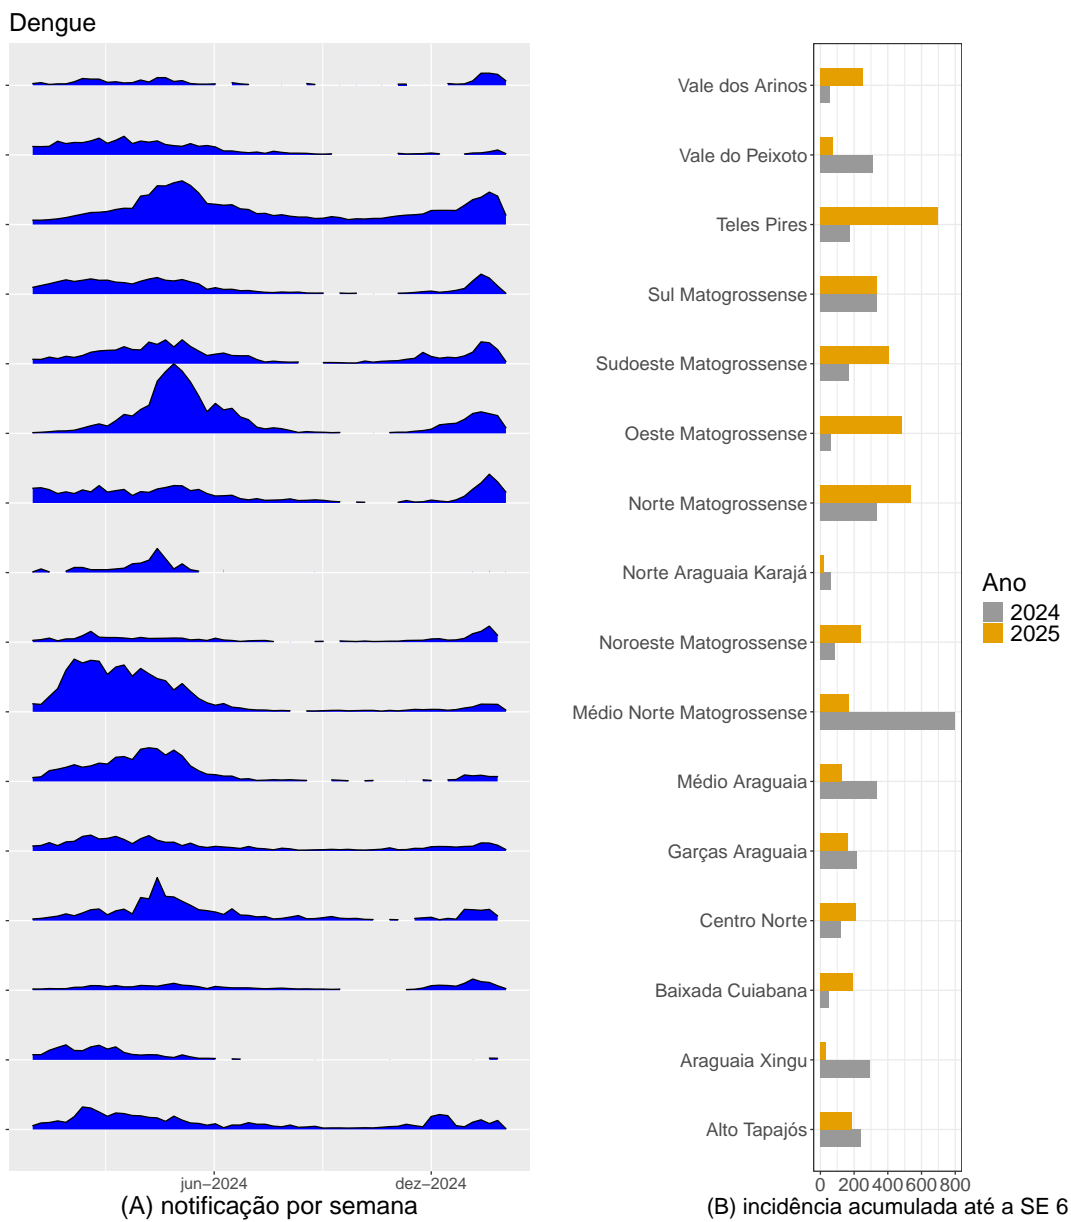 Dengue
Vale dos Arinos
Vale do Peixoto
Teles Pires
Sul Matogrossense
Sudoeste Matogrossense
Oeste Matogrossense
Norte Matogrossense
Norte Araguaia Karajá
Noroeste Matogrossense
Médio Norte Matogrossense
Médio Araguaia
Garças Araguaia
Centro Norte
Baixada Cuiabana
Araguaia Xingu
Alto Tapajós
Ano
2024
2025
jun–2024 dez–2024
(A) notificação por semana
0 200 400 600 800
(B) incidência acumulada até a SE 6